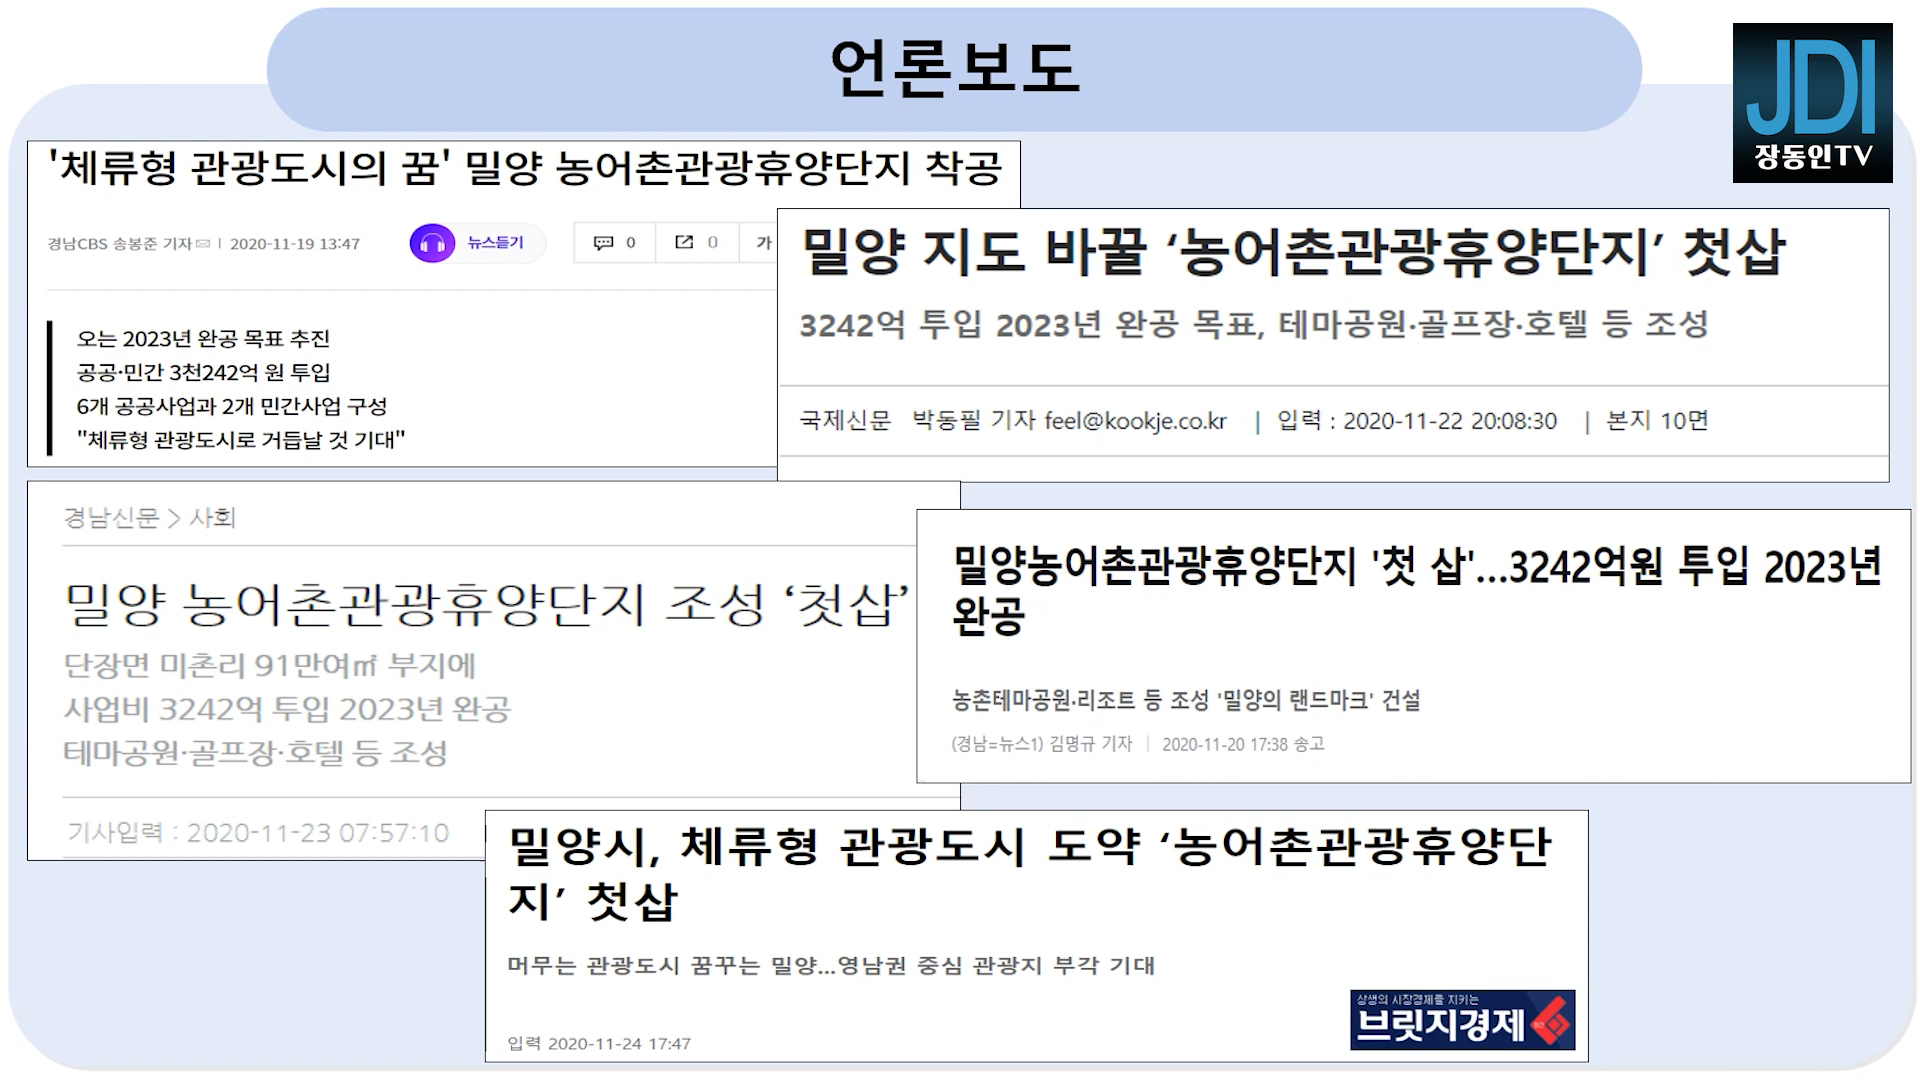 언론보도
JDI
장동인TV
'체류형 관광도시의 꿈' 밀양 농어촌관광휴양단지 착공
경남CBS 송봉준 기자 | 2020-11-19 13:47
뉴스듣기
0
0
가
오는 2023년 완공 목표 추진
공공·민간 3천242억 원 투입
6개 공공사업과 2개 민간사업 구성
"체류형 관광도시로 거듭날 것 기대"
밀양 지도 바꿀 ‘농어촌관광휴양단지’ 첫삽
3242억 투입 2023년 완공 목표, 테마공원·골프장·호텔 등 조성
국제신문 박동필 기자 feel@kookje.co.kr | 입력 : 2020-11-22 20:08:30 | 본지 10면
경남신문 > 사회
밀양 농어촌관광휴양단지 조성 ‘첫삽’
단장면 미촌리 91만여㎡ 부지에
사업비 3242억 투입 2023년 완공
테마공원·골프장·호텔 등 조성
기사입력 : 2020-11-23 07:57:10
밀양농어촌관광휴양단지 '첫 삽'...3242억원 투입 2023년
완공
농촌테마공원·리조트 등 조성 '밀양의 랜드마크' 건설
(경남=뉴스1) 김명규 기자 | 2020-11-20 17:38 송고
밀양시, 체류형 관광도시 도약 ‘농어촌관광휴양단
지’ 첫삽
머무는 관광도시 꿈꾸는 밀양...영남권 중심 관광지 부각 기대
입력 2020-11-24 17:47
상생의 시장경제를 지키는
브릿지경제